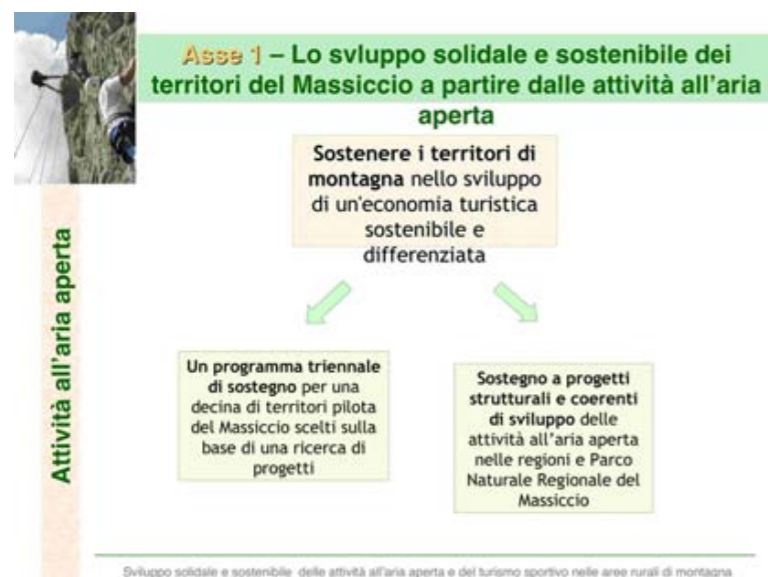 Asse 1 – Lo svluppo solidale e sostenibile dei
territori del Massiccio a partire dalle attività all'aria
aperta
Sostenere i territori di
montagna nello sviluppo
di un'economia turistica
sostenibile e
differenziata
Attività all'aria aperta
Un programma triennale
di sostegno per una
decina di territori pilota
del Massiccio scelti sulla
base di una ricerca di
progetti
Sostegno a progetti
strutturali e coerenti
di sviluppo delle
attività all'aria aperta
nelle regioni e Parco
Naturale Regionale del
Massiccio
Sviluppo solidale e sostenibile delle attività all'aria aperta e del turismo sportivo nelle aree rurali di montagna